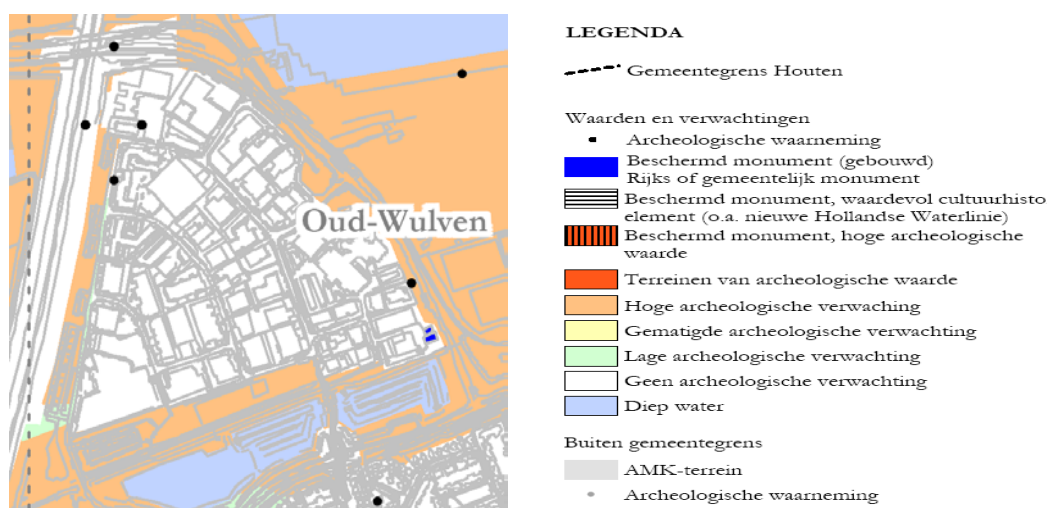 Oud-Wulven
LEGENDA
Gemeentegrens Houten
Waarden en verwachtingen
Archeologische waarneming
Beschermd monument (gebouwd)
Rijks of gemeentelijk monument
Beschermd monument, waardevol cultuurhisto
element (o.a. nieuwe Hollandse Waterlinie)
Beschermd monument, hoge archeologische
waarde
Terreinen van archeologische waarde
Hoge archeologische verwaching
Gematigde archeologische verwachting
Lage archeologische verwachting
Geen archeologische verwachting
Diep water
Buiten gemeentegrens
AMK-terrein
Archeologische waarneming